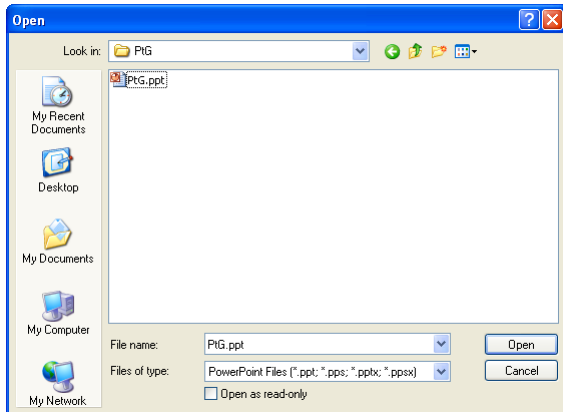 Open
Look in:
PtG
PtG.ppt
My Recent
Documents
Desktop
My Documents
My Computer
My Network
File name:
PtG.ppt
Open
Files of type:
PowerPoint Files (*.ppt; *.pps; *.pptx; *.ppsx)
Cancel
Open as read-only